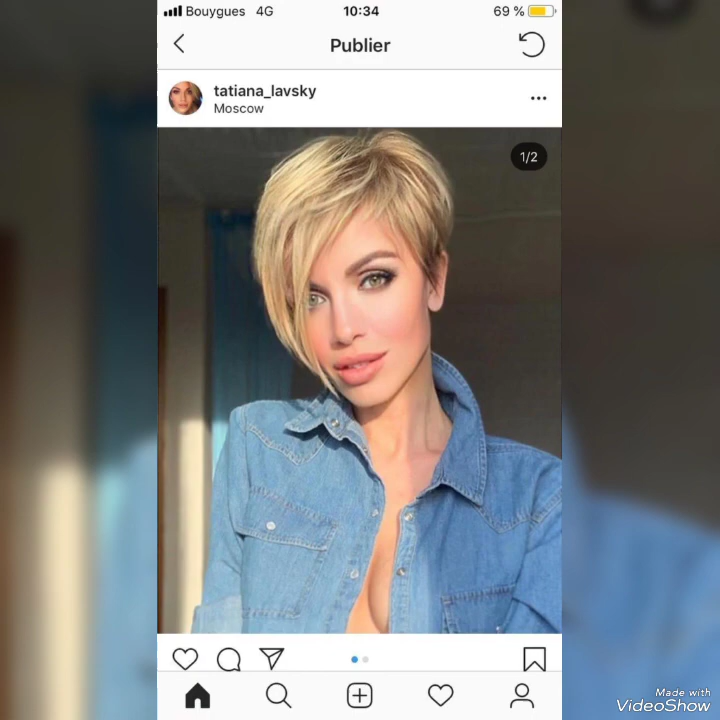 Bouygues 4G 10:34 69 %
Publier
tatiana_lavsky
Moscow
1/2
Made with
VideoShow